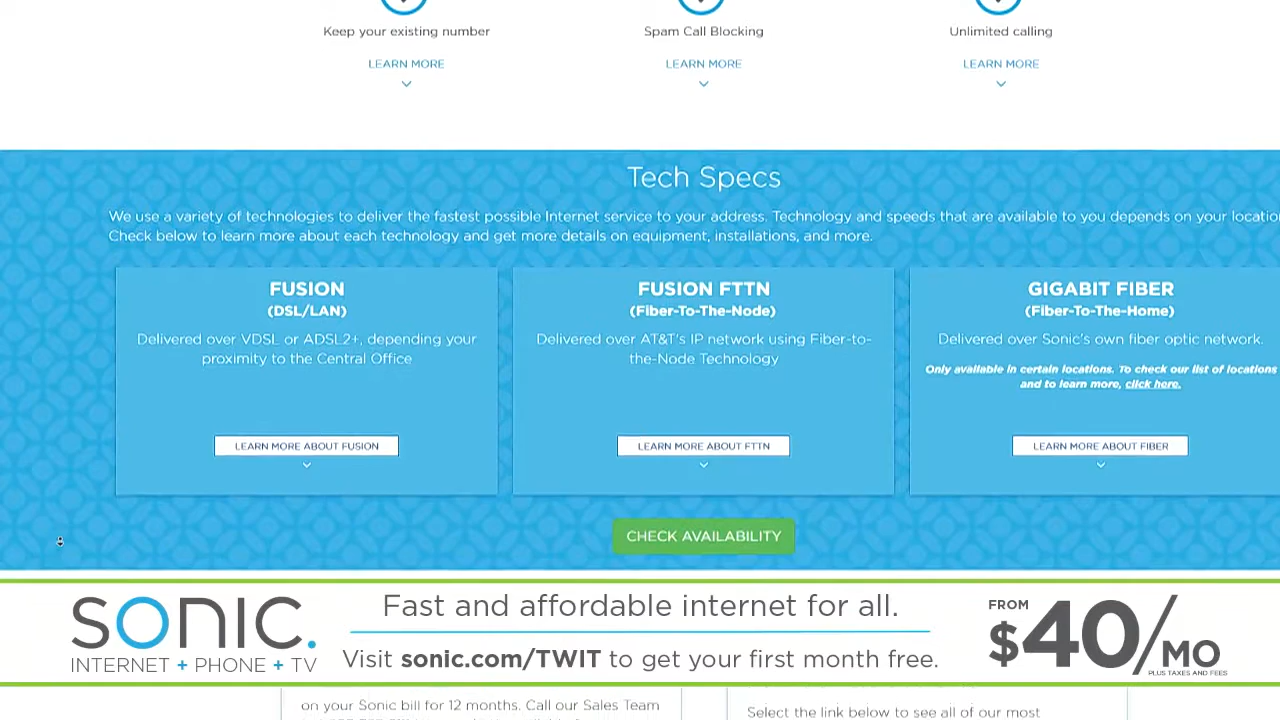 Keep your existing number
Spam Call Blocking
Unlimited calling
LEARN MORE
LEARN MORE
LEARN MORE
Tech Specs
We use a variety of technologies to deliver the fastest possible Internet service to your address. Technology and speeds that are available to you depends on your
Check below to learn more about each technology and get more details on equipment, installations, and more.
FUSION
(DSL/LAN)
Delivered over VDSL or ADSL2+, depending your
proximity to the Central Office
LEARN MORE ABOUT FUSION
FUSION FTTN
(Fiber-To-The-Node)
Delivered over AT&T's IP network using Fiber-to-
the-Node Technology
LEARN MORE ABOUT FTTN
GIGABIT FIBER
(Fiber-To-The-Home)
Delivered over Sonic's own fiber optic network.
Only available in certain locations. To check our list of locations
and to learn more, click here.
LEARN MORE ABOUT FIBER
CHECK AVAILABILITY
SONIC.
INTERNET + PHONE + TV
Fast and affordable internet for all.
Visit sonic.com/TWIT to get your first month free.
FROM
$40/MO
PLUS TAXES AND FEES
on your Sonic bill for 12 months. Call our Sales Team
Select the link below to see all of our most